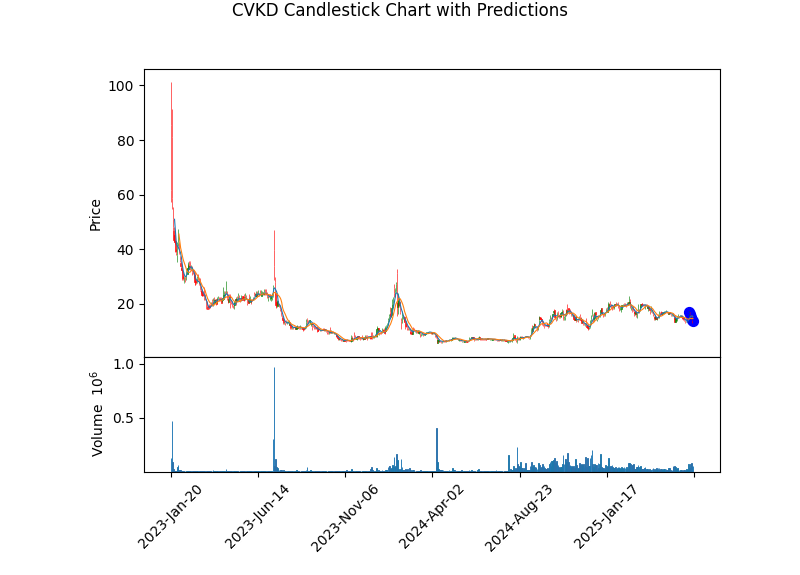 CVKD Candlestick Chart with Predictions
100
80
60
40
20
Price
1.0
0.5
Volume 10^6
2023-Jan-20
2023-Jun-14
2023-Nov-06
2024-Apr-02
2024-Aug-23
2025-Jan-17